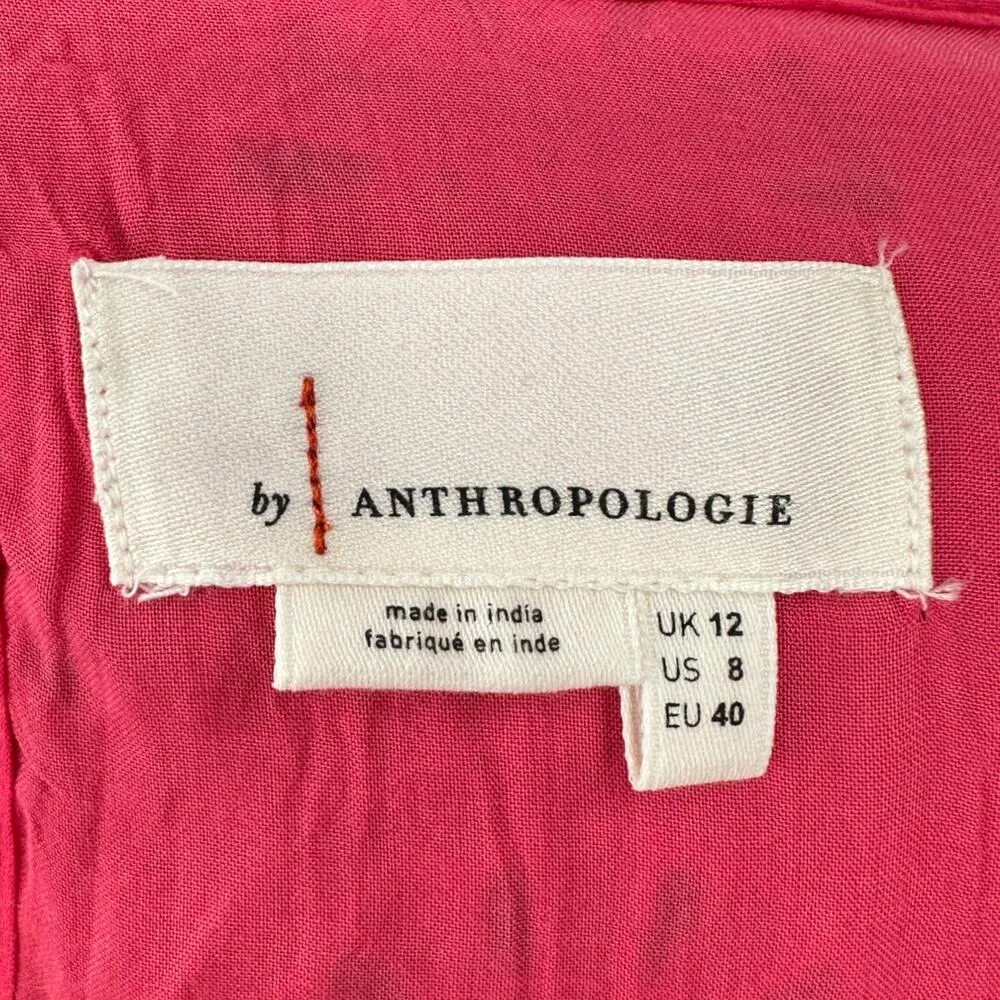 by ANTHROPOLOGIE
made in india
fabriqué en inde
UK 12
US 8
EU 40